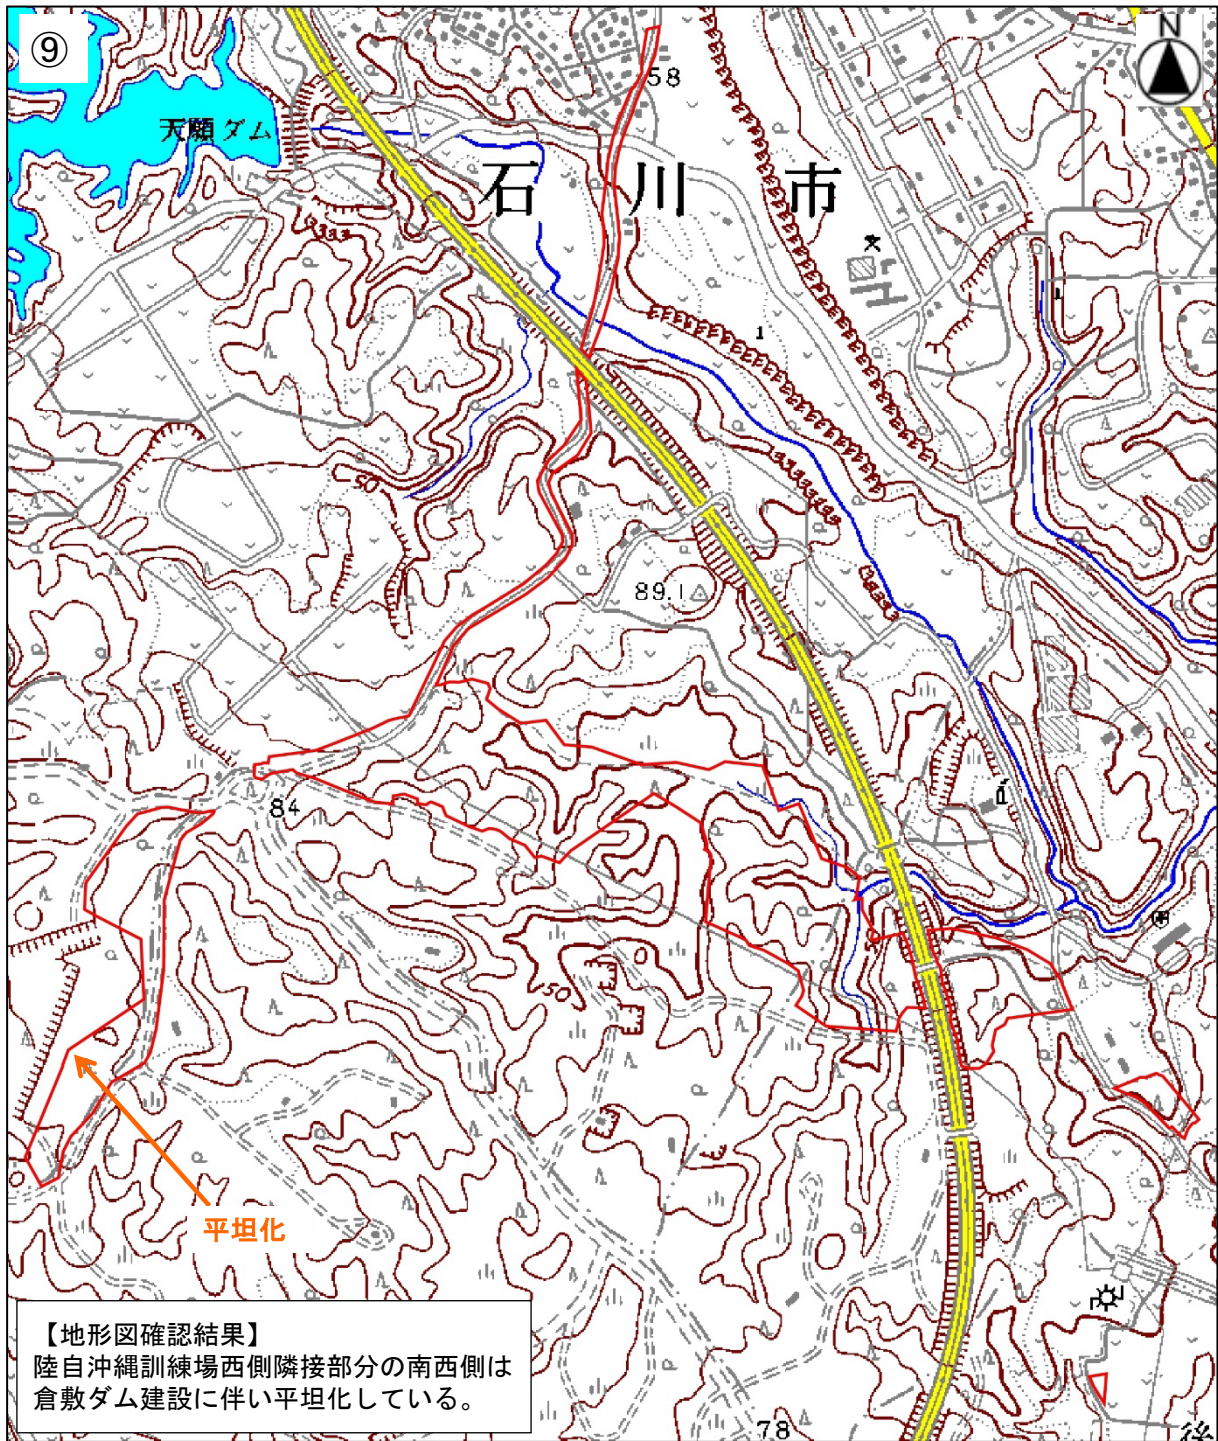 ⑨
N
58
天願ダム
石川市
50
89.1
84
50
平坦化
【地形図確認結果】
陸自沖縄訓練場西側隣接部分の南西側は
倉敷ダム建設に伴い平坦化している。
78
後